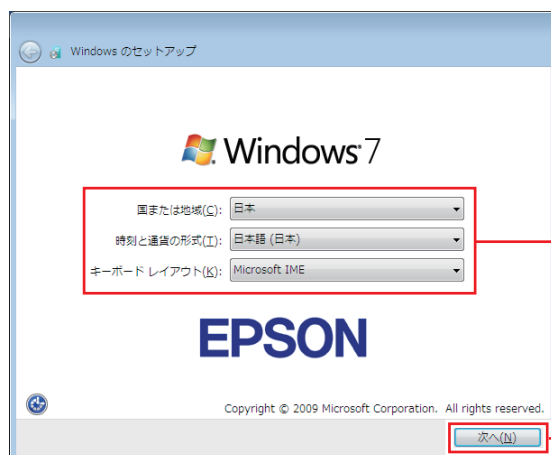 Windows のセットアップ
Windows 7
国または地域(C): 日本
時刻と通貨の形式(T): 日本語 (日本)
キーボード レイアウト(K): Microsoft IME
EPSON
Copyright © 2009 Microsoft Corporation. All rights reserved.
次へ(N)